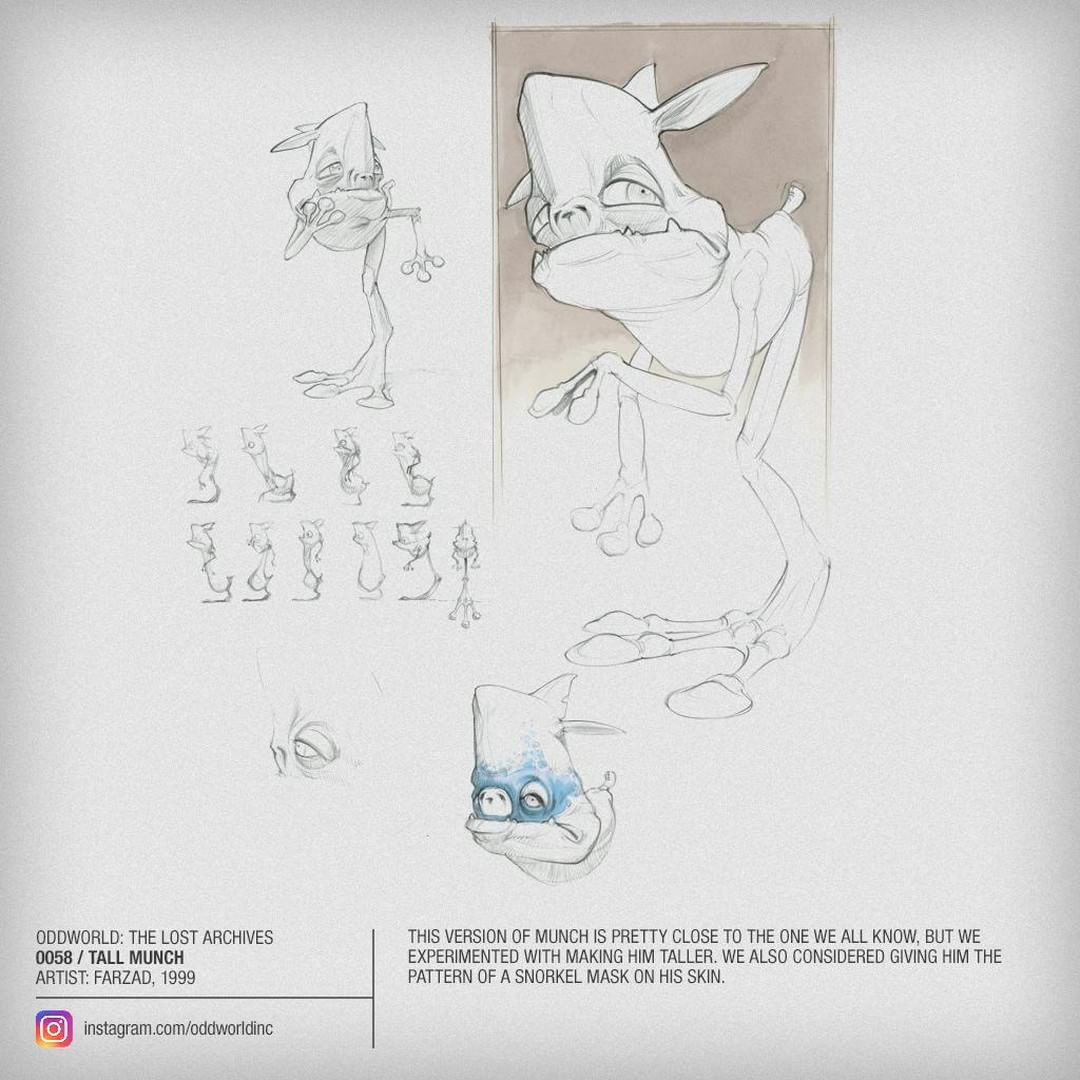 ODDWORLD: THE LOST ARCHIVES
0058 / TALL MUNCH
ARTIST: FARZAD, 1999
instagram.com/oddworldinc
THIS VERSION OF MUNCH IS PRETTY CLOSE TO THE ONE WE ALL KNOW, BUT WE
EXPERIMENTED WITH MAKING HIM TALLER. WE ALSO CONSIDERED GIVING HIM THE
PATTERN OF A SNORKEL MASK ON HIS SKIN.